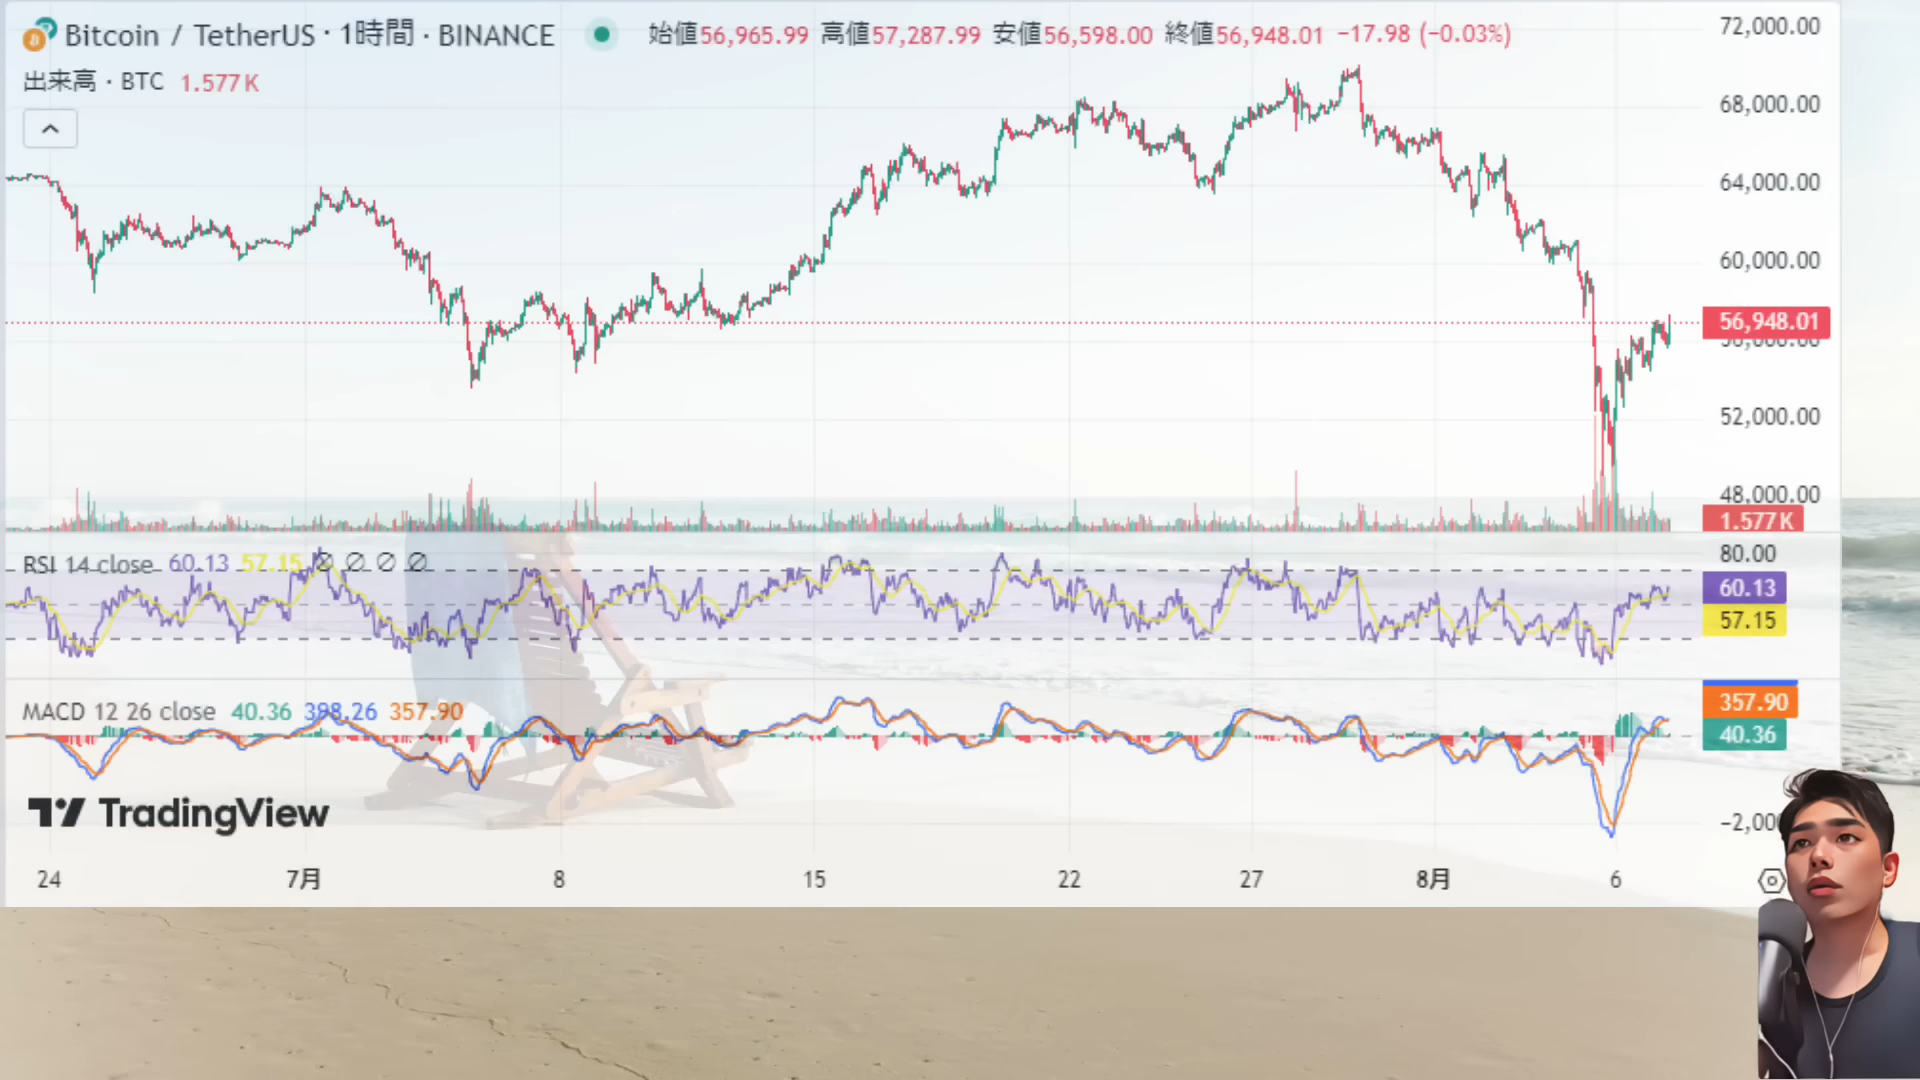 Bitcoin / TetherUS · 1時間 · BINANCE 始値56,965.99 高値57,287.99 安値56,598.00 終値56,948.01 −17.98 (−0.03%)
出来高 · BTC 1.577K
72,000.00
68,000.00
64,000.00
60,000.00
56,948.01
56,000.00
52,000.00
48,000.00
1.577K
RSI 14 close 60.13 57.15 ∅ ∅ ∅ ∅
80.00
60.13
57.15
MACD 12 26 close 40.36 398.26 357.90
357.90
40.36
TradingView
24 7月 8 15 22 27 8月 6